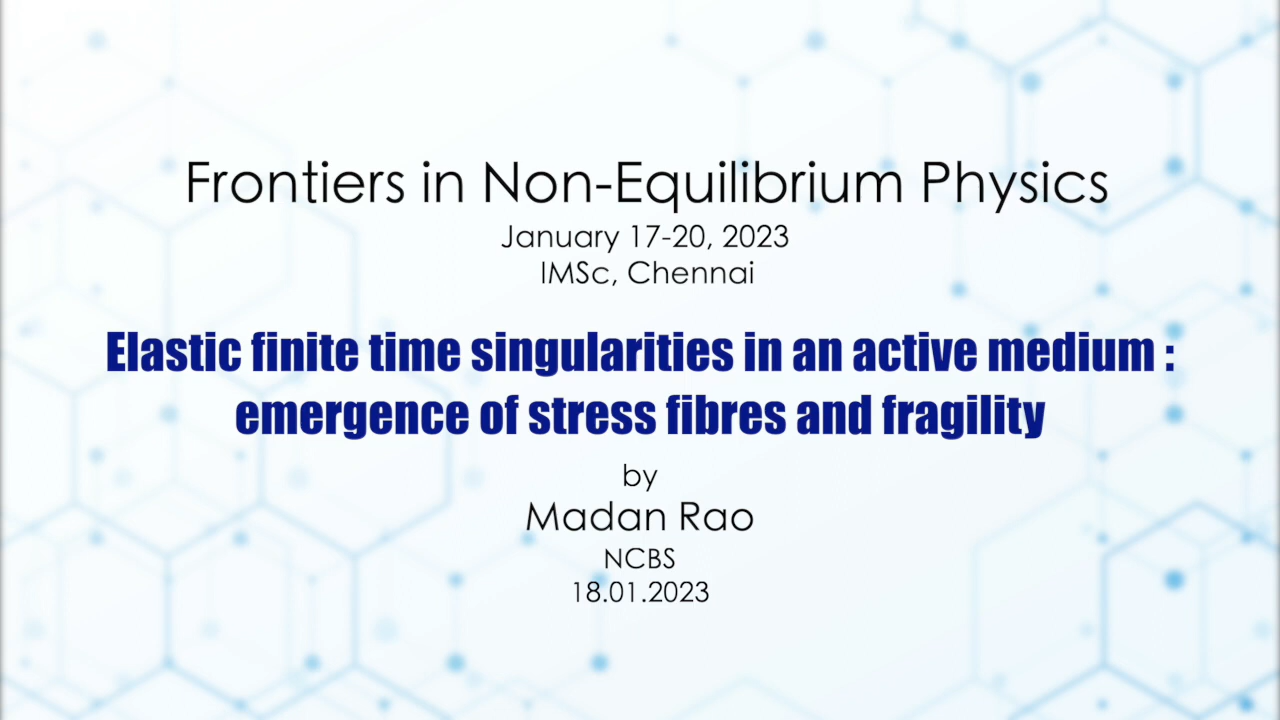 Frontiers in Non-Equilibrium Physics
January 17-20, 2023
IMSc, Chennai
Elastic finite time singularities in an active medium :
emergence of stress fibres and fragility
by
Madan Rao
NCBS
18.01.2023